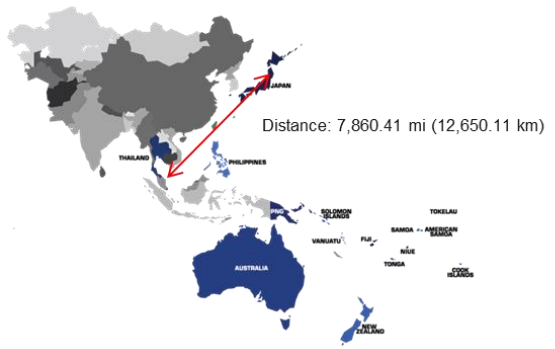 JAPAN
Distance: 7,860.41 mi (12,650.11 km)
THAILAND
PHILIPPINES
PNG
SOLOMON
ISLANDS
TOKELAU
SAMOA
AMERICAN
SAMOA
VANUATU
FIJI
NIUE
TONGA
COOK
ISLANDS
AUSTRALIA
NEW
ZEALAND